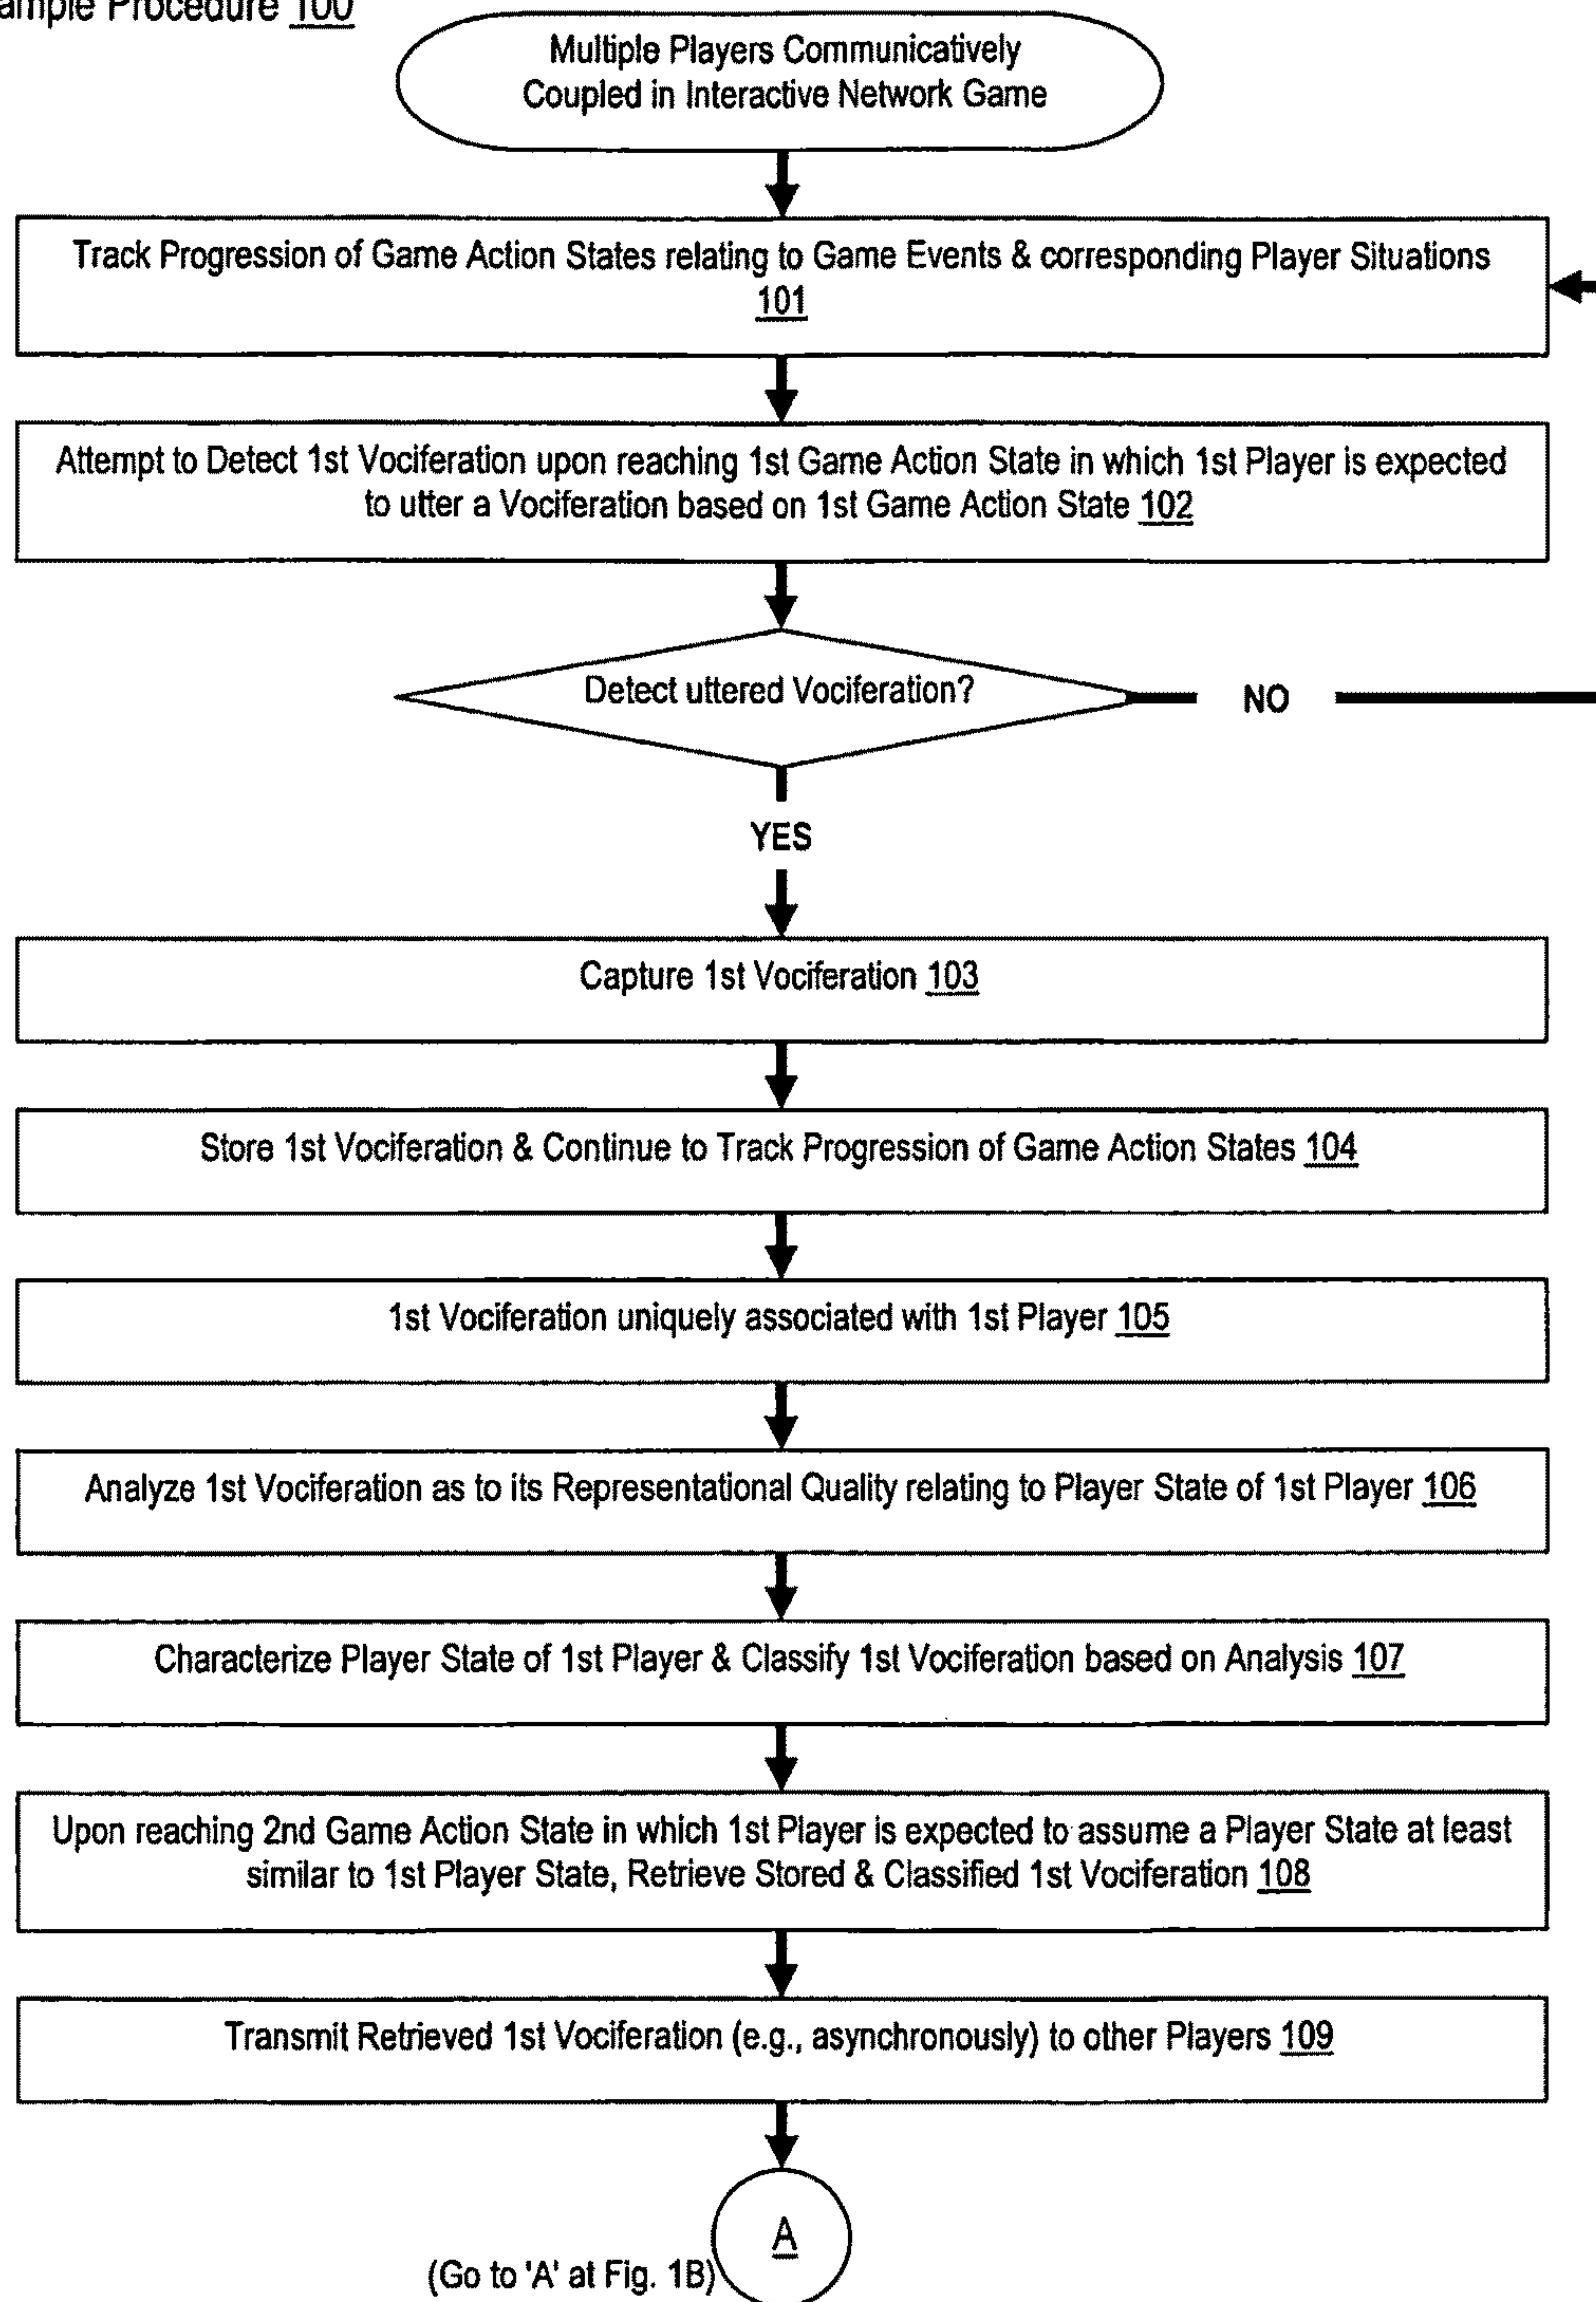 ample Procedure 100
Multiple Players Communicatively
Coupled in Interactive Network Game
Track Progression of Game Action States relating to Game Events & corresponding Player Situations
101
Attempt to Detect 1st Vociferation upon reaching 1st Game Action State in which 1st Player is expected
to utter a Vociferation based on 1st Game Action State 102
Detect uttered Vociferation?
NO
YES
Capture 1st Vociferation 103
Store 1st Vociferation & Continue to Track Progression of Game Action States 104
1st Vociferation uniquely associated with 1st Player 105
Analyze 1st Vociferation as to its Representational Quality relating to Player State of 1st Player 106
Characterize Player State of 1st Player & Classify 1st Vociferation based on Analysis 107
Upon reaching 2nd Game Action State in which 1st Player is expected to assume a Player State at least
similar to 1st Player State, Retrieve Stored & Classified 1st Vociferation 108
Transmit Retrieved 1st Vociferation (e.g., asynchronously) to other Players 109
A
(Go to 'A' at Fig. 1B)